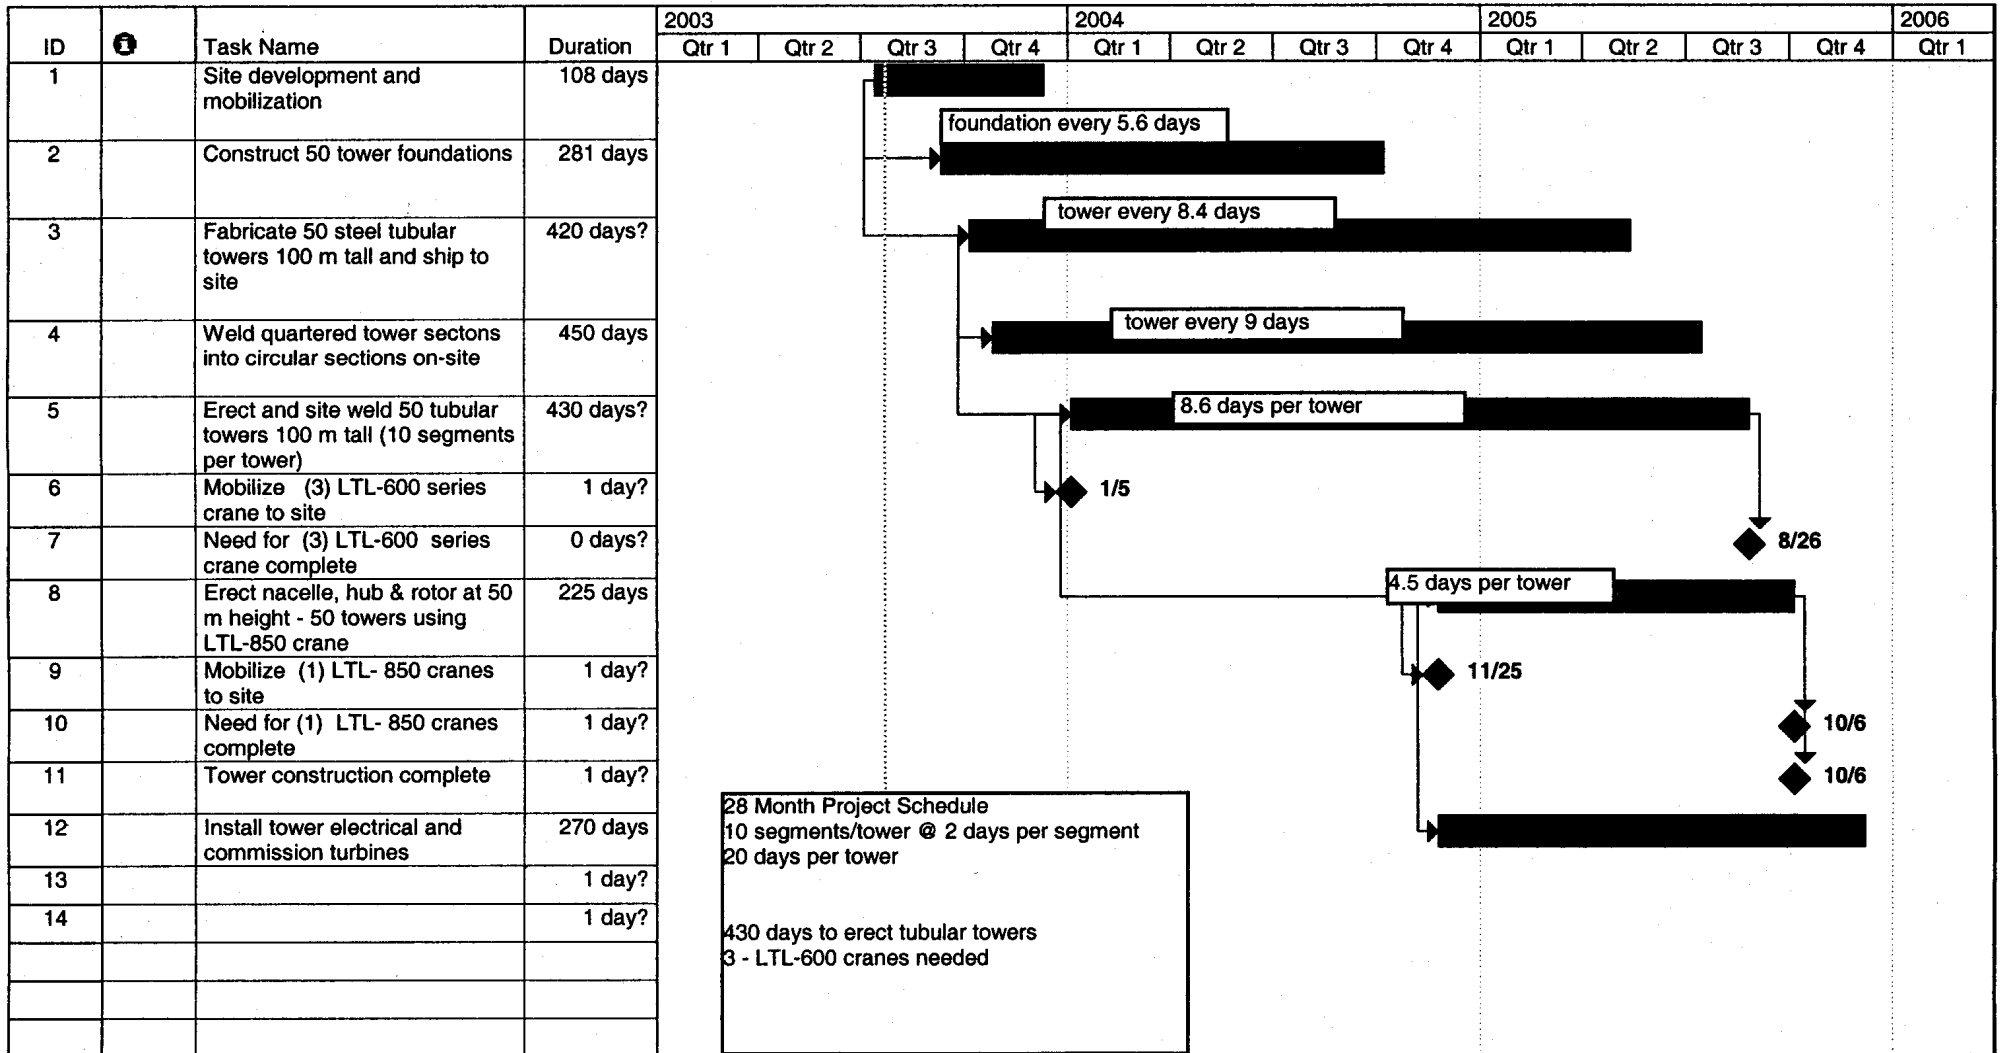 2003 2004 2005 2006
ID Task Name Duration Qtr 1 Qtr 2 Qtr 3 Qtr 4 Qtr 1 Qtr 2 Qtr 3 Qtr 4 Qtr 1 Qtr 2 Qtr 3 Qtr 4 Qtr 1
1 Site development and 108 days
mobilization
foundation every 5.6 days
2 Construct 50 tower foundations 281 days
tower every 8.4 days
3 Fabricate 50 steel tubular 420 days?
towers 100 m tall and ship to
site
tower every 9 days
4 Weld quartered tower sectons 450 days
into circular sections on-site
5 Erect and site weld 50 tubular 430 days? 8.6 days per tower
towers 100 m tall (10 segments
per tower)
6 Mobilize (3) LTL-600 series 1 day? 1/5
crane to site
7 Need for (3) LTL-600 series 0 days? 8/26
crane complete
8 Erect nacelle, hub & rotor at 50 225 days 4.5 days per tower
m height - 50 towers using
LTL-850 crane
9 Mobilize (1) LTL- 850 cranes 1 day? 11/25
to site
10 Need for (1) LTL- 850 cranes 1 day? 10/6
complete
11 Tower construction complete 1 day? 10/6
12 Install tower electrical and 270 days
commission turbines
13 1 day?
14 1 day?
28 Month Project Schedule
10 segments/tower @ 2 days per segment
20 days per tower
430 days to erect tubular towers
3 - LTL-600 cranes needed